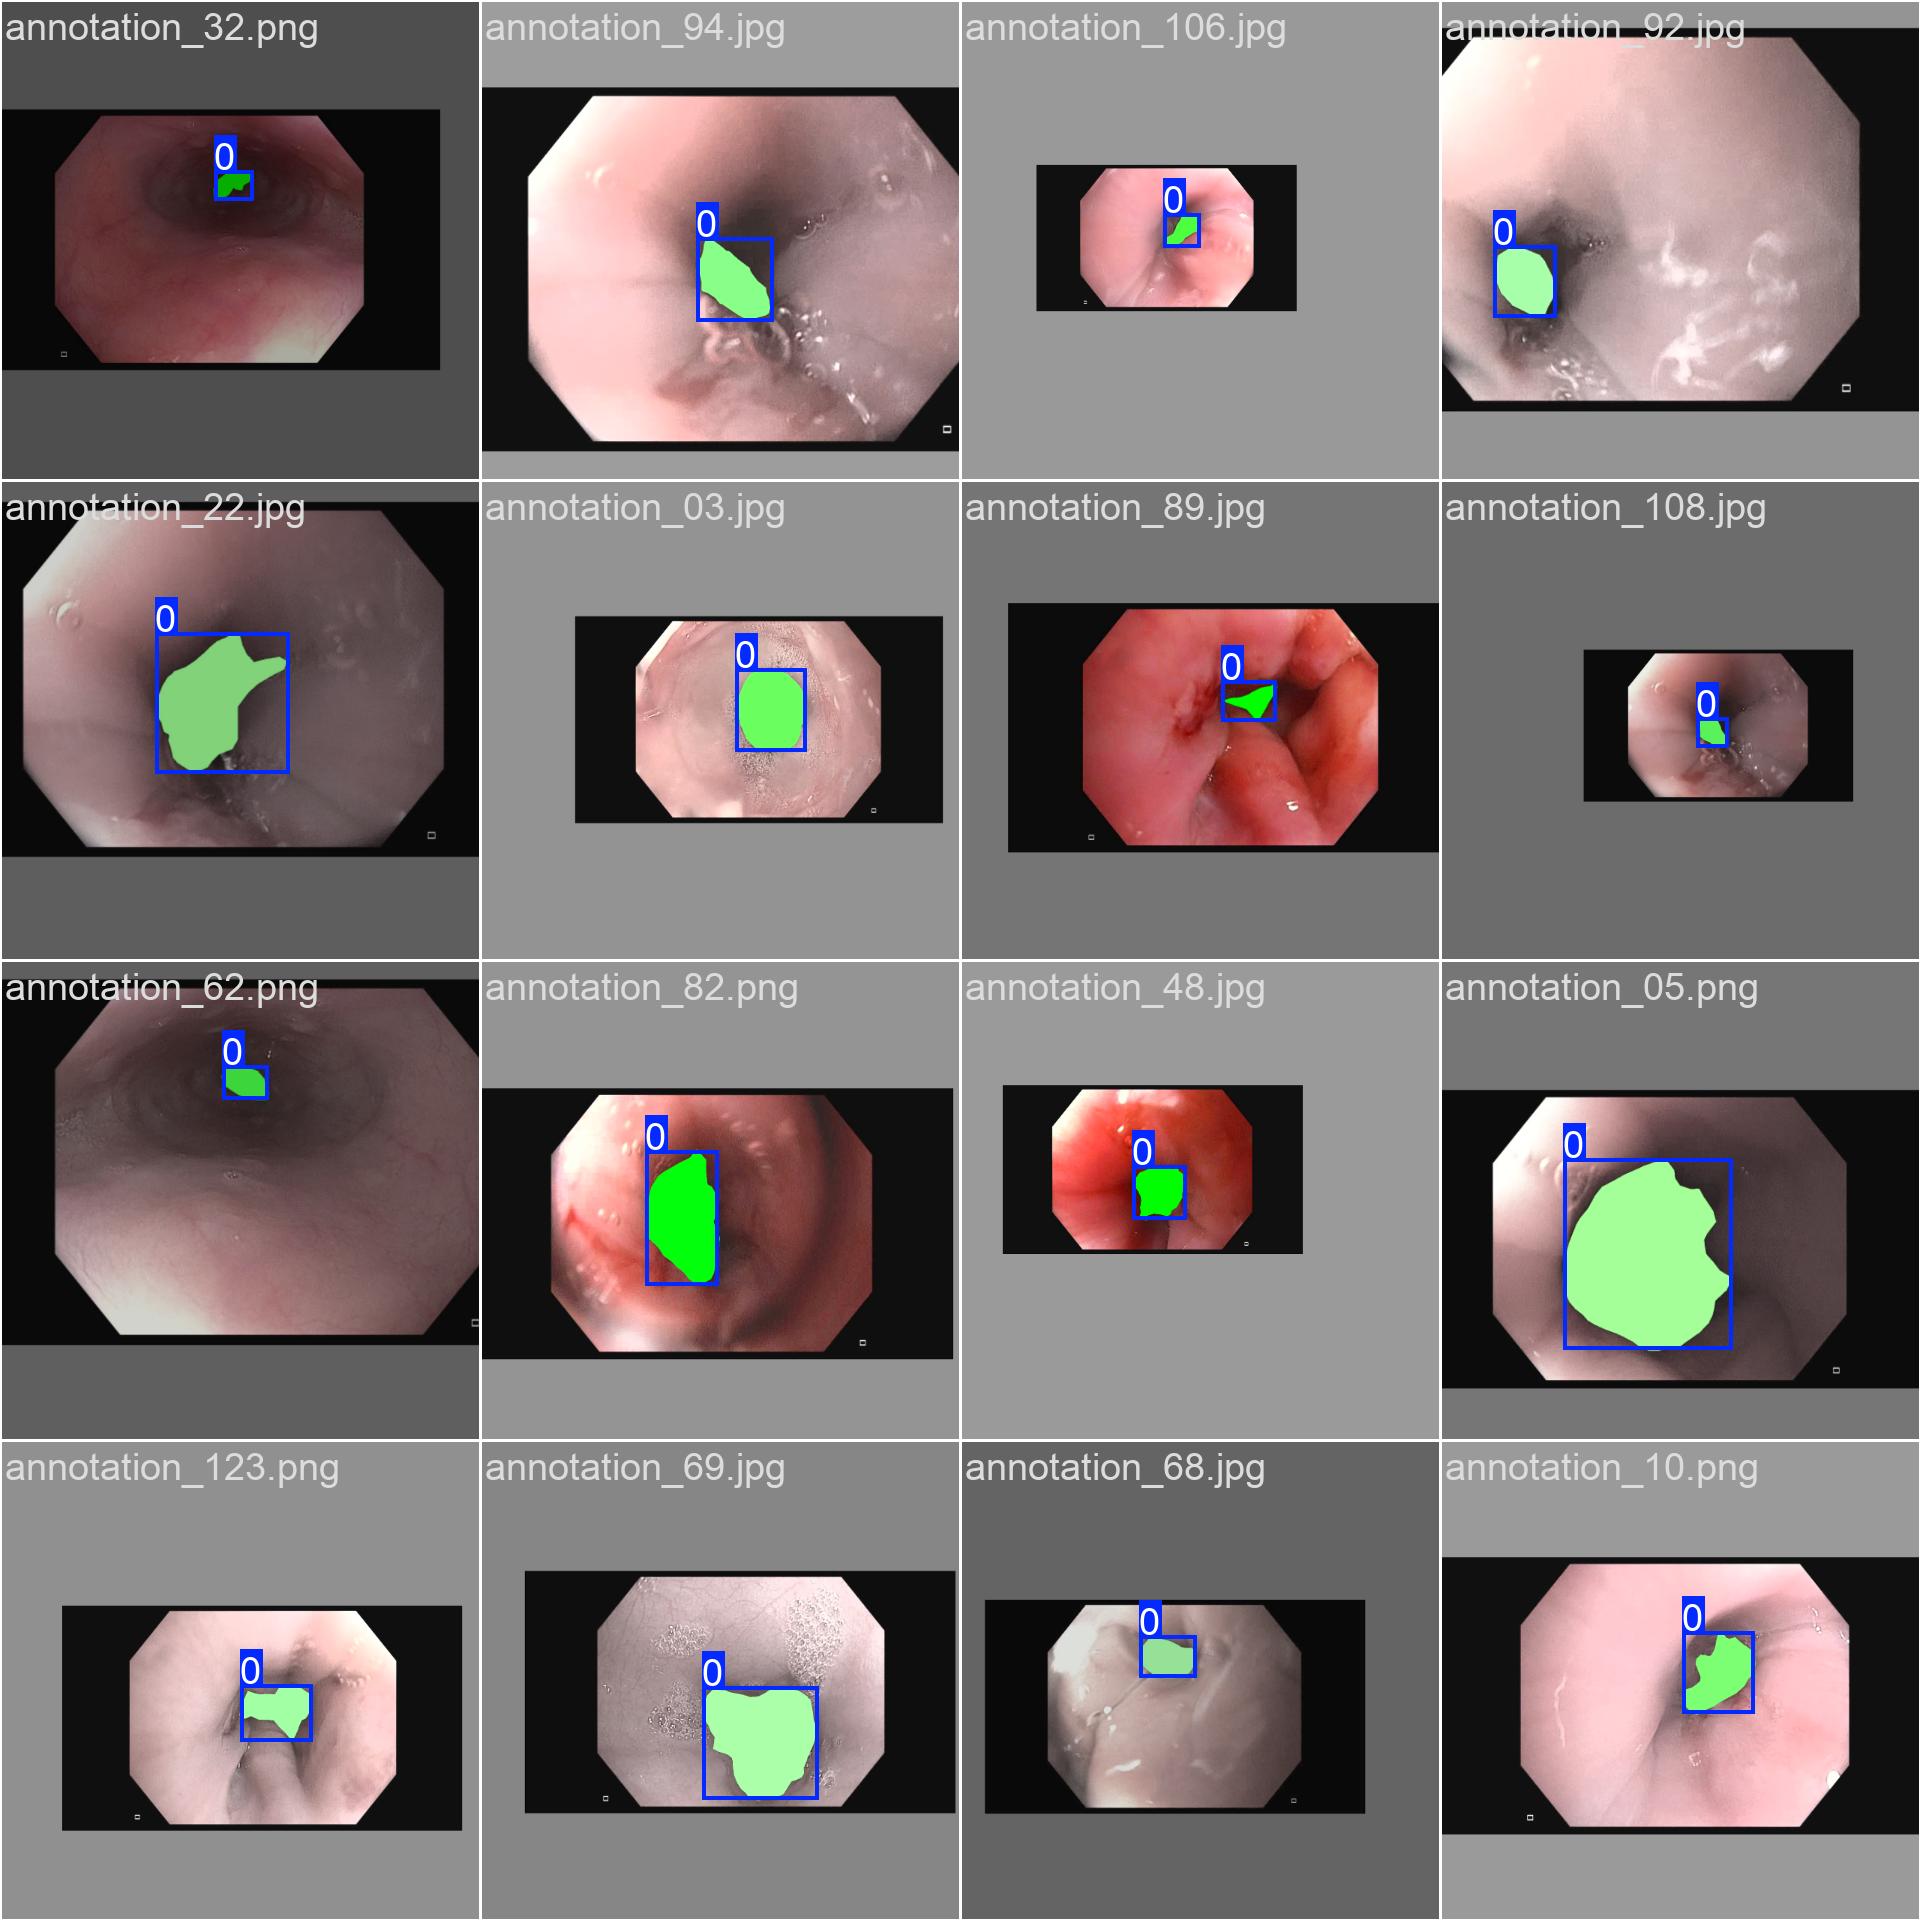 annotation_32.png
annotation_94.jpg
annotation_106.jpg
annotation_92.jpg
0
0
0
0
annotation_22.jpg
annotation_03.jpg
annotation_89.jpg
annotation_108.jpg
0
0
0
0
annotation_62.png
annotation_82.png
annotation_48.jpg
annotation_05.png
0
0
0
0
annotation_123.png
annotation_69.jpg
annotation_68.jpg
annotation_10.png
0
0
0
0